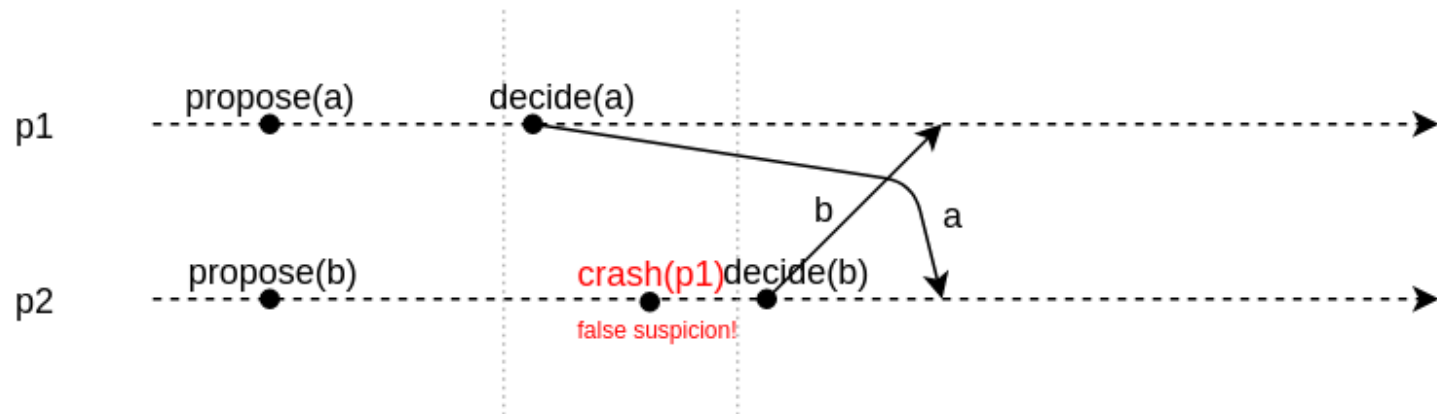 propose(a)
decide(a)
p1
b
a
propose(b)
crash(p1)
decide(b)
p2
false suspicion!